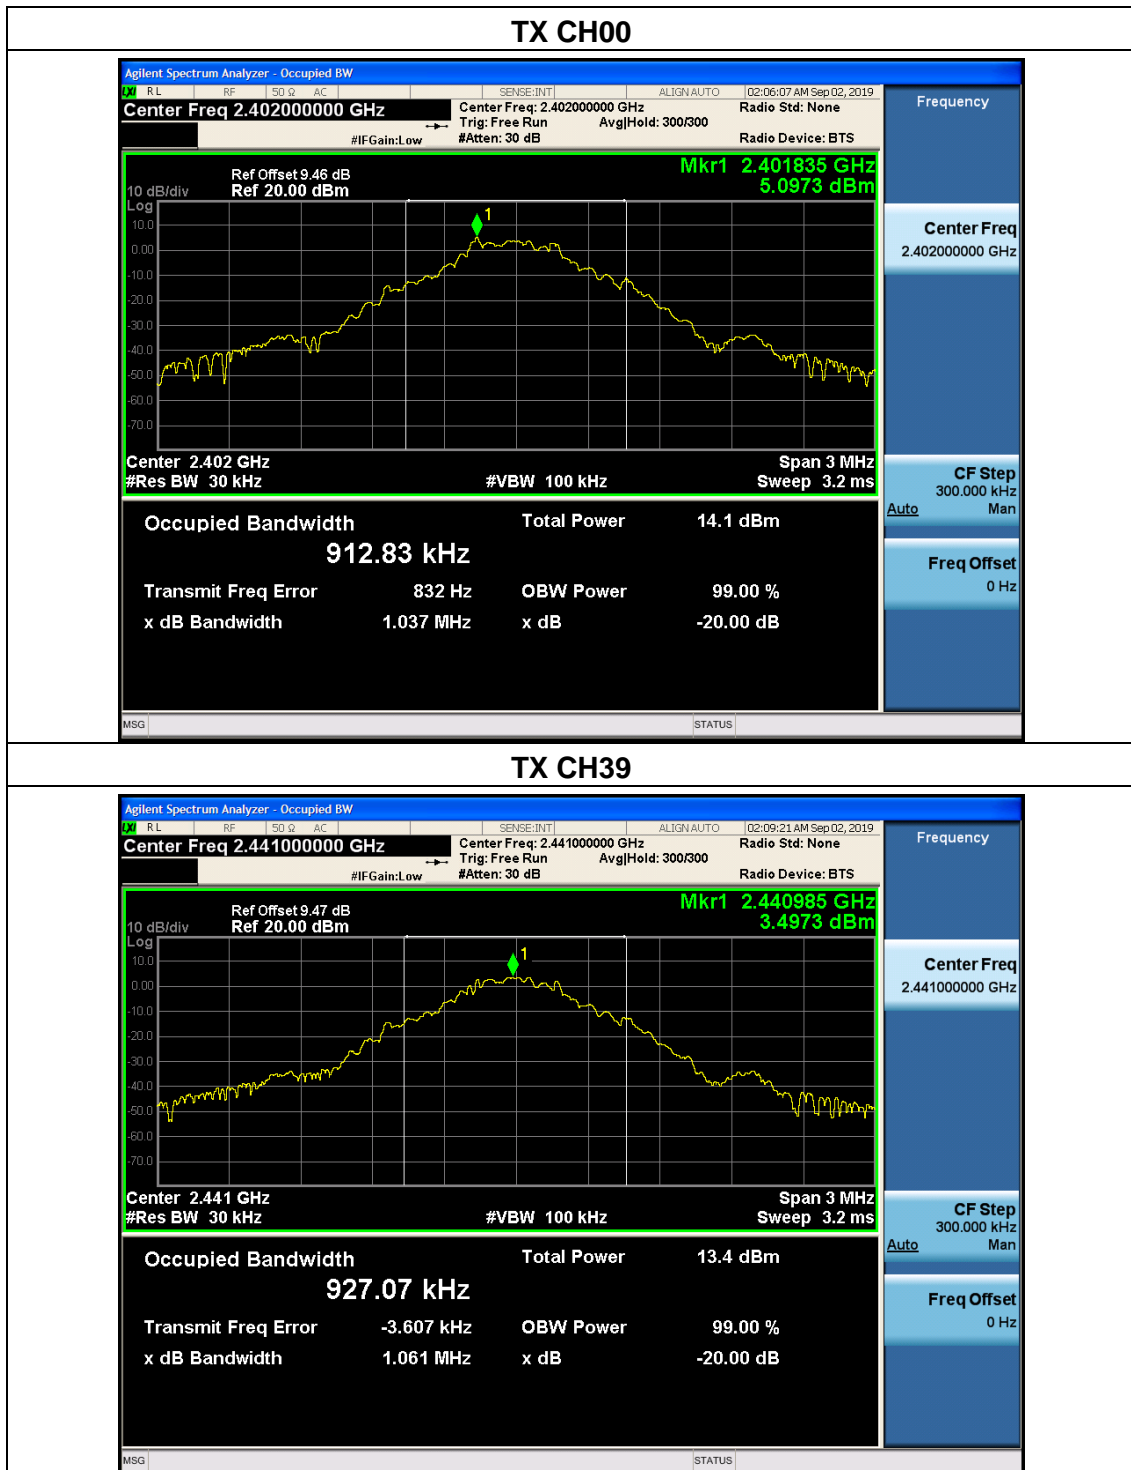 TX CH00
Agilent Spectrum Analyzer - Occupied BW
LXI RL RF 50 Ω AC SENSE:INT ALIGN AUTO 02:06:07 AM Sep 02, 2019
Center Freq 2.402000000 GHz
Center Freq: 2.402000000 GHz
Radio Std: None
Trig: Free Run Avg|Hold: 300/300
#IFGain:Low #Atten: 30 dB Radio Device: BTS
Frequency
Mkr1 2.401835 GHz
5.0973 dBm
Ref Offset 9.46 dB
10 dB/div Ref 20.00 dBm
Log
1
10.0
0.00
-10.0
-20.0
-30.0
-40.0
-50.0
-60.0
-70.0
Center 2.402 GHz Span 3 MHz
#Res BW 30 kHz #VBW 100 kHz Sweep 3.2 ms
Center Freq
2.402000000 GHz
CF Step
300.000 kHz
Auto Man
Freq Offset
0 Hz
Occupied Bandwidth Total Power 14.1 dBm
912.83 kHz
Transmit Freq Error 832 Hz OBW Power 99.00 %
x dB Bandwidth 1.037 MHz x dB -20.00 dB
MSG STATUS
TX CH39
Agilent Spectrum Analyzer - Occupied BW
LXI RL RF 50 Ω AC SENSE:INT ALIGN AUTO 02:09:21 AM Sep 02, 2019
Center Freq 2.441000000 GHz
Center Freq: 2.441000000 GHz
Radio Std: None
Trig: Free Run Avg|Hold: 300/300
#IFGain:Low #Atten: 30 dB Radio Device: BTS
Frequency
Mkr1 2.440985 GHz
3.4973 dBm
Ref Offset 9.47 dB
10 dB/div Ref 20.00 dBm
Log
1
10.0
0.00
-10.0
-20.0
-30.0
-40.0
-50.0
-60.0
-70.0
Center 2.441 GHz Span 3 MHz
#Res BW 30 kHz #VBW 100 kHz Sweep 3.2 ms
Center Freq
2.441000000 GHz
CF Step
300.000 kHz
Auto Man
Freq Offset
0 Hz
Occupied Bandwidth Total Power 13.4 dBm
927.07 kHz
Transmit Freq Error -3.607 kHz OBW Power 99.00 %
x dB Bandwidth 1.061 MHz x dB -20.00 dB
MSG STATUS